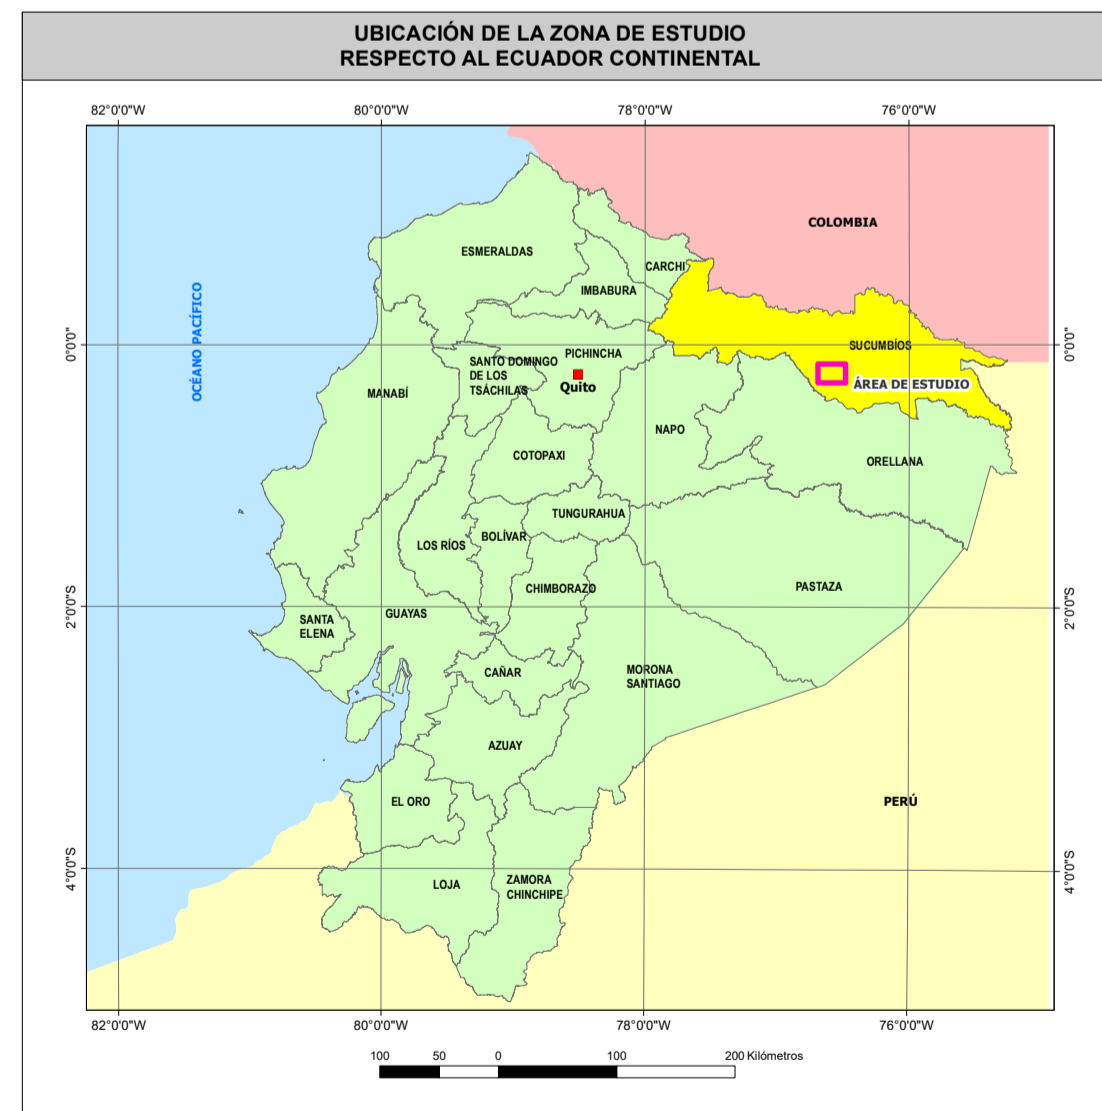 UBICACIÓN DE LA ZONA DE ESTUDIO
RESPECTO AL ECUADOR CONTINENTAL
82°0'0"W
80°0'0"W
78°0'0"W
76°0'0"W
COLOMBIA
ESMERALDAS
CARCHI
IMBABURA
OCÉANO PACÍFICO
0°0'0"
0°0'0"
SUCUMBÍOS
PICHINCHA
SANTO DOMINGO
DE LOS
TSÁCHILAS
Quito
ÁREA DE ESTUDIO
MANABÍ
NAPO
COTOPAXI
ORELLANA
TUNGURAHUA
BOLÍVAR
LOS RÍOS
CHIMBORAZO
PASTAZA
2°0'0"S
2°0'0"S
GUAYAS
SANTA
ELENA
CAÑAR
MORONA
SANTIAGO
AZUAY
EL ORO
PERÚ
4°0'0"S
4°0'0"S
LOJA
ZAMORA
CHINCHIPE
82°0'0"W
80°0'0"W
78°0'0"W
76°0'0"W
100
50
0
100
200 Kilómetros